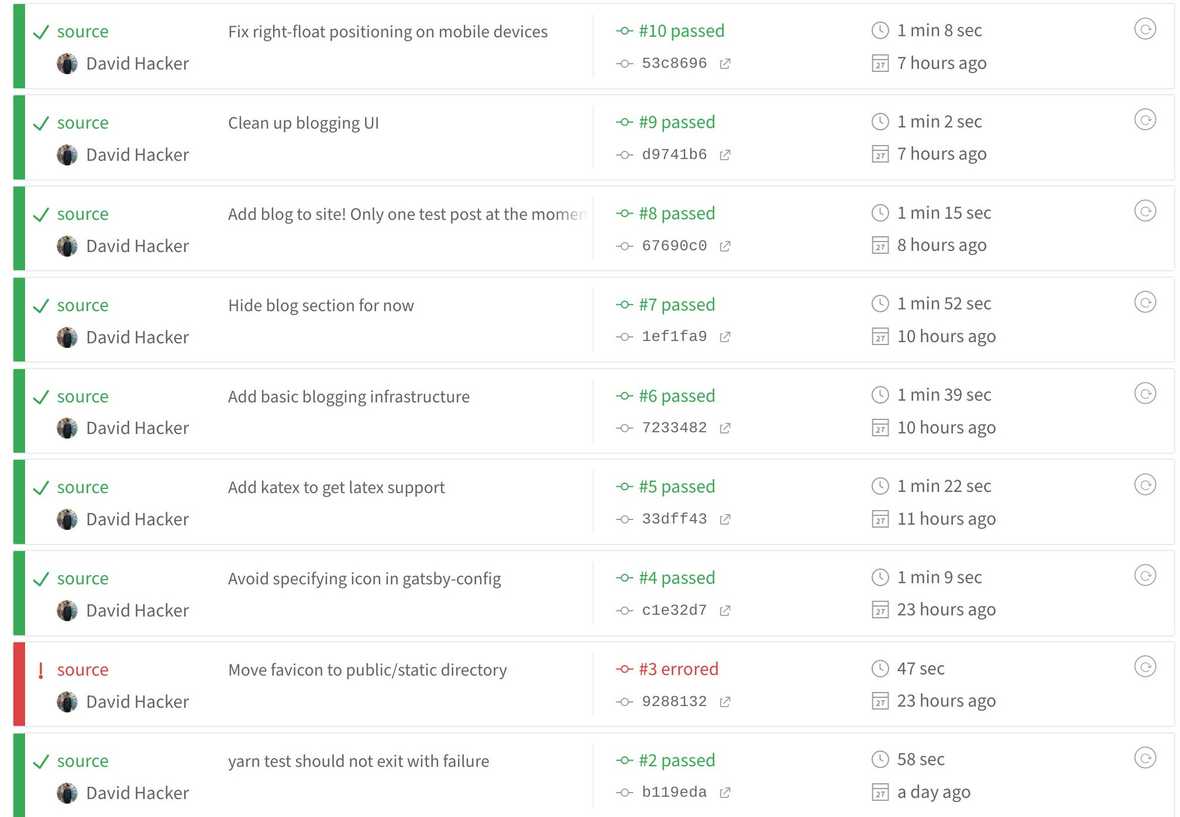 source Fix right-float positioning on mobile devices #10 passed 1 min 8 sec
David Hacker 53c8696 27 7 hours ago
source Clean up blogging UI #9 passed 1 min 2 sec
David Hacker d9741b6 27 7 hours ago
source Add blog to site! Only one test post at the momen #8 passed 1 min 15 sec
David Hacker 67690c0 27 8 hours ago
source Hide blog section for now #7 passed 1 min 52 sec
David Hacker 1ef1fa9 27 10 hours ago
source Add basic blogging infrastructure #6 passed 1 min 39 sec
David Hacker 7233482 27 10 hours ago
source Add katex to get latex support #5 passed 1 min 22 sec
David Hacker 33dff43 27 11 hours ago
source Avoid specifying icon in gatsby-config #4 passed 1 min 9 sec
David Hacker c1e32d7 27 23 hours ago
! source Move favicon to public/static directory #3 errored 47 sec
David Hacker 9288132 27 23 hours ago
source yarn test should not exit with failure #2 passed 58 sec
David Hacker b119eda 27 a day ago